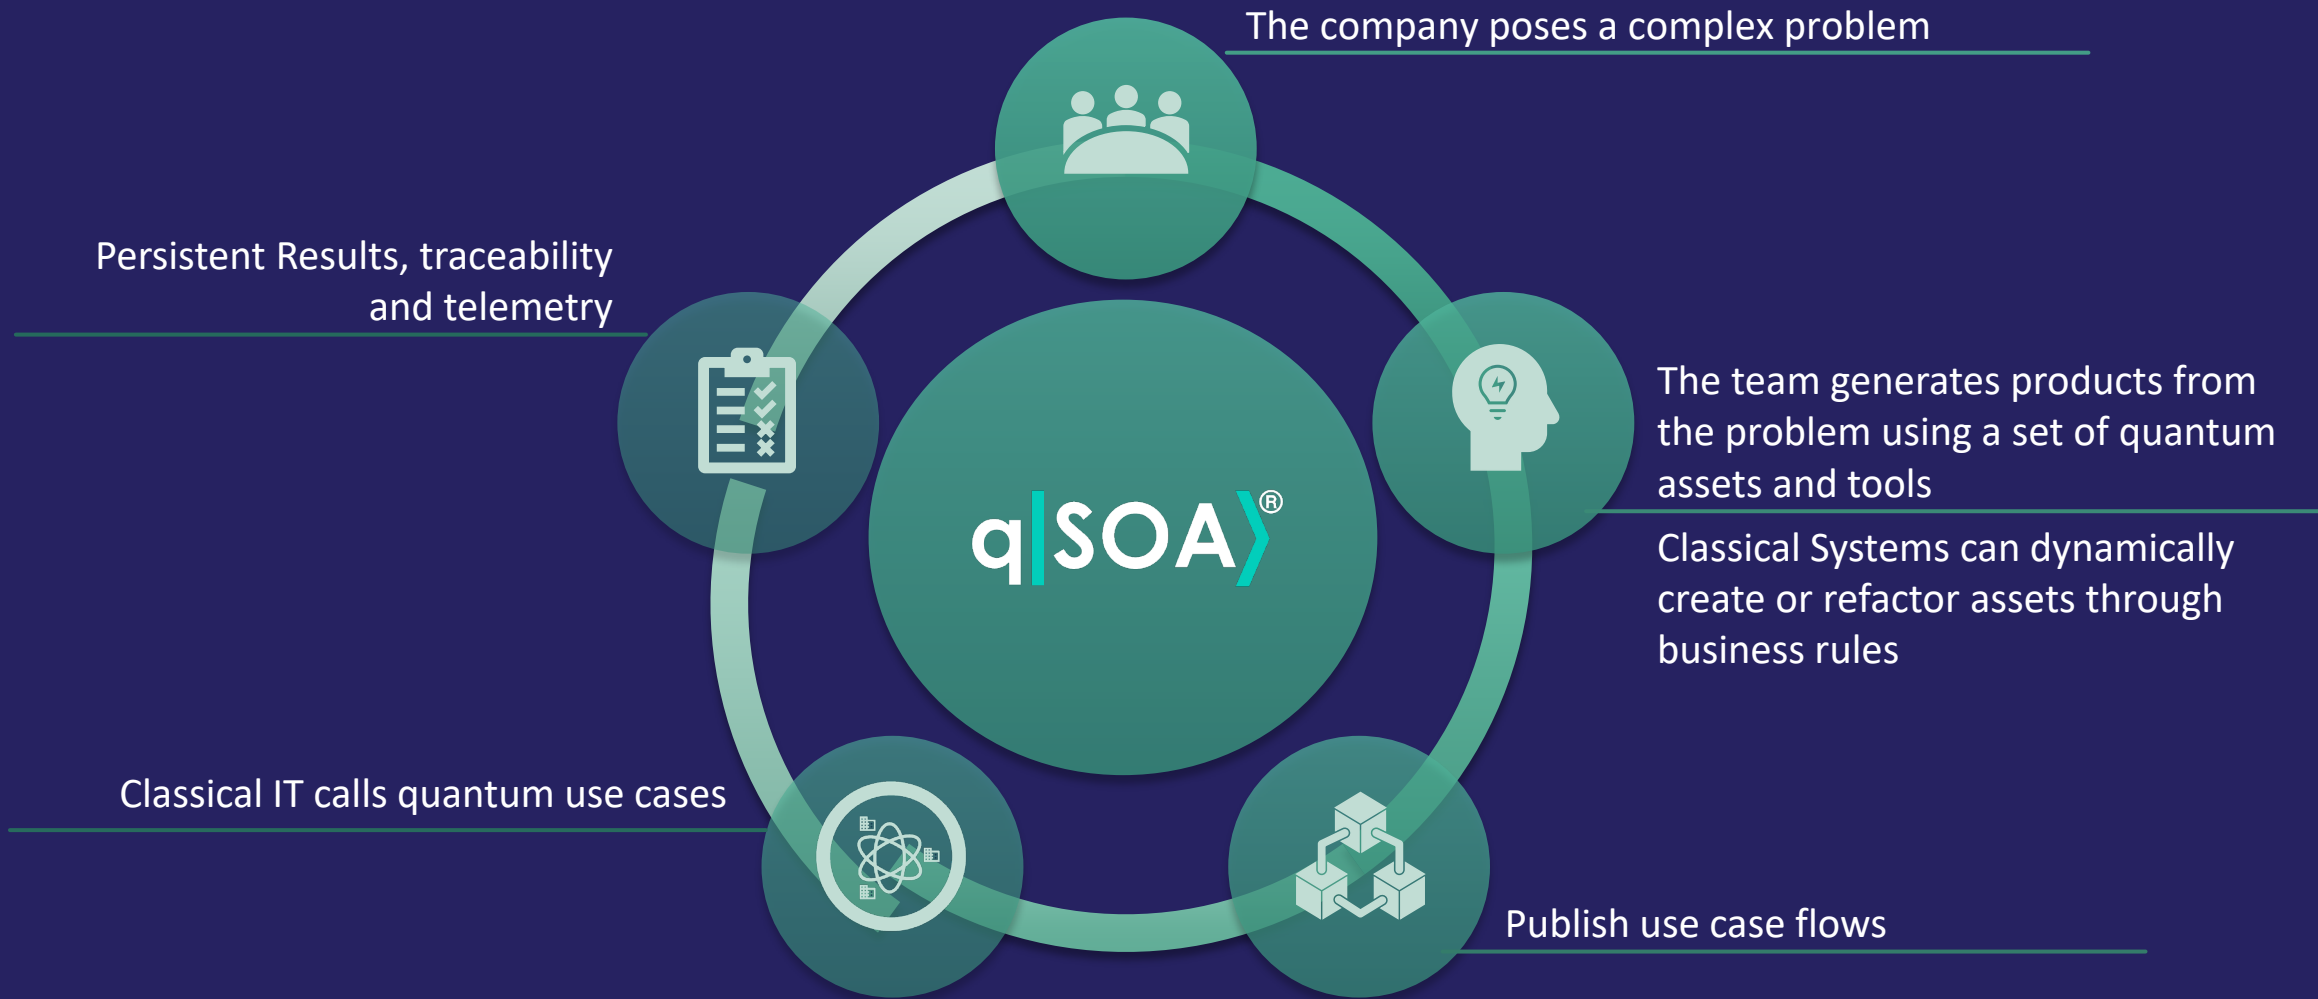 The company poses a complex problem
Persistent Results, traceability
and telemetry
The team generates products from
the problem using a set of quantum
assets and tools
Classical Systems can dynamically
create or refactor assets through
business rules
q|SOA⟩®
Classical IT calls quantum use cases
Publish use case flows